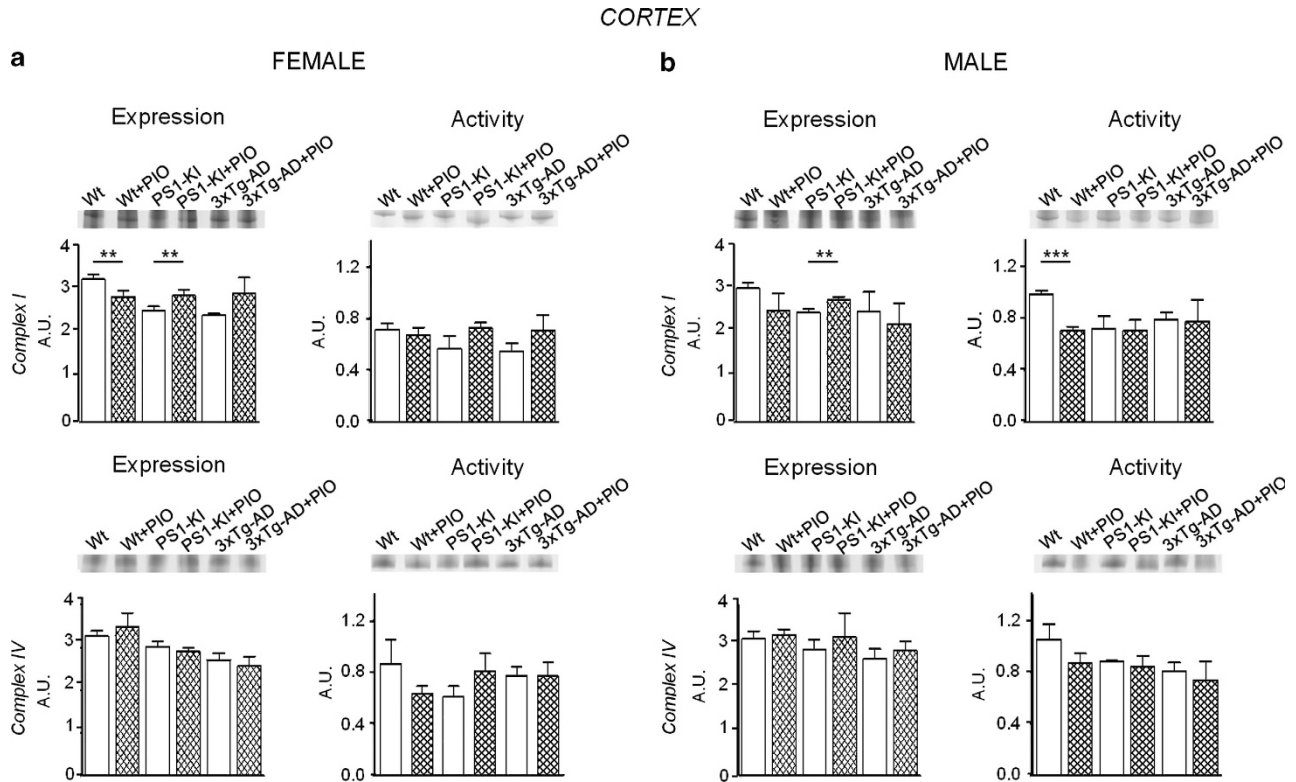 CORTEX
a
FEMALE
b
MALE
Expression
Activity
Expression
Activity
Wt
Wt+PIO
PS1-KI
PS1-KI+PIO
3xTg-AD
3xTg-AD+PIO
Wt
Wt+PIO
PS1-KI
PS1-KI+PIO
3xTg-AD
3xTg-AD+PIO
Wt
Wt+PIO
PS1-KI
PS1-KI+PIO
3xTg-AD
3xTg-AD+PIO
Wt
Wt+PIO
PS1-KI
PS1-KI+PIO
3xTg-AD
3xTg-AD+PIO
Complex I
A.U.
4
3
2
1
0
**
**
A.U.
1.2
0.8
0.4
0.0
Complex I
A.U.
4
3
2
1
0
**
A.U.
1.2
0.8
0.4
0.0
***
Expression
Activity
Expression
Activity
Wt
Wt+PIO
PS1-KI
PS1-KI+PIO
3xTg-AD
3xTg-AD+PIO
Wt
Wt+PIO
PS1-KI
PS1-KI+PIO
3xTg-AD
3xTg-AD+PIO
Wt
Wt+PIO
PS1-KI
PS1-KI+PIO
3xTg-AD
3xTg-AD+PIO
Wt
Wt+PIO
PS1-KI
PS1-KI+PIO
3xTg-AD
3xTg-AD+PIO
Complex IV
A.U.
4
3
2
1
0
A.U.
1.2
0.8
0.4
0.0
Complex IV
A.U.
4
3
2
1
0
A.U.
1.2
0.8
0.4
0.0